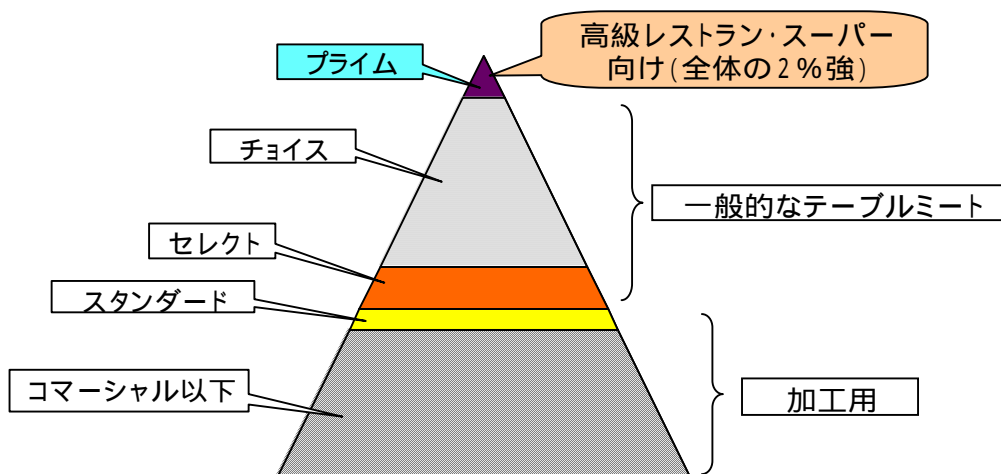 プライム
高級レストラン・スーパー
向け(全体の2%強)
チョイス
一般的なテーブルミート
セレクト
スタンダード
コマーシャル以下
加工用